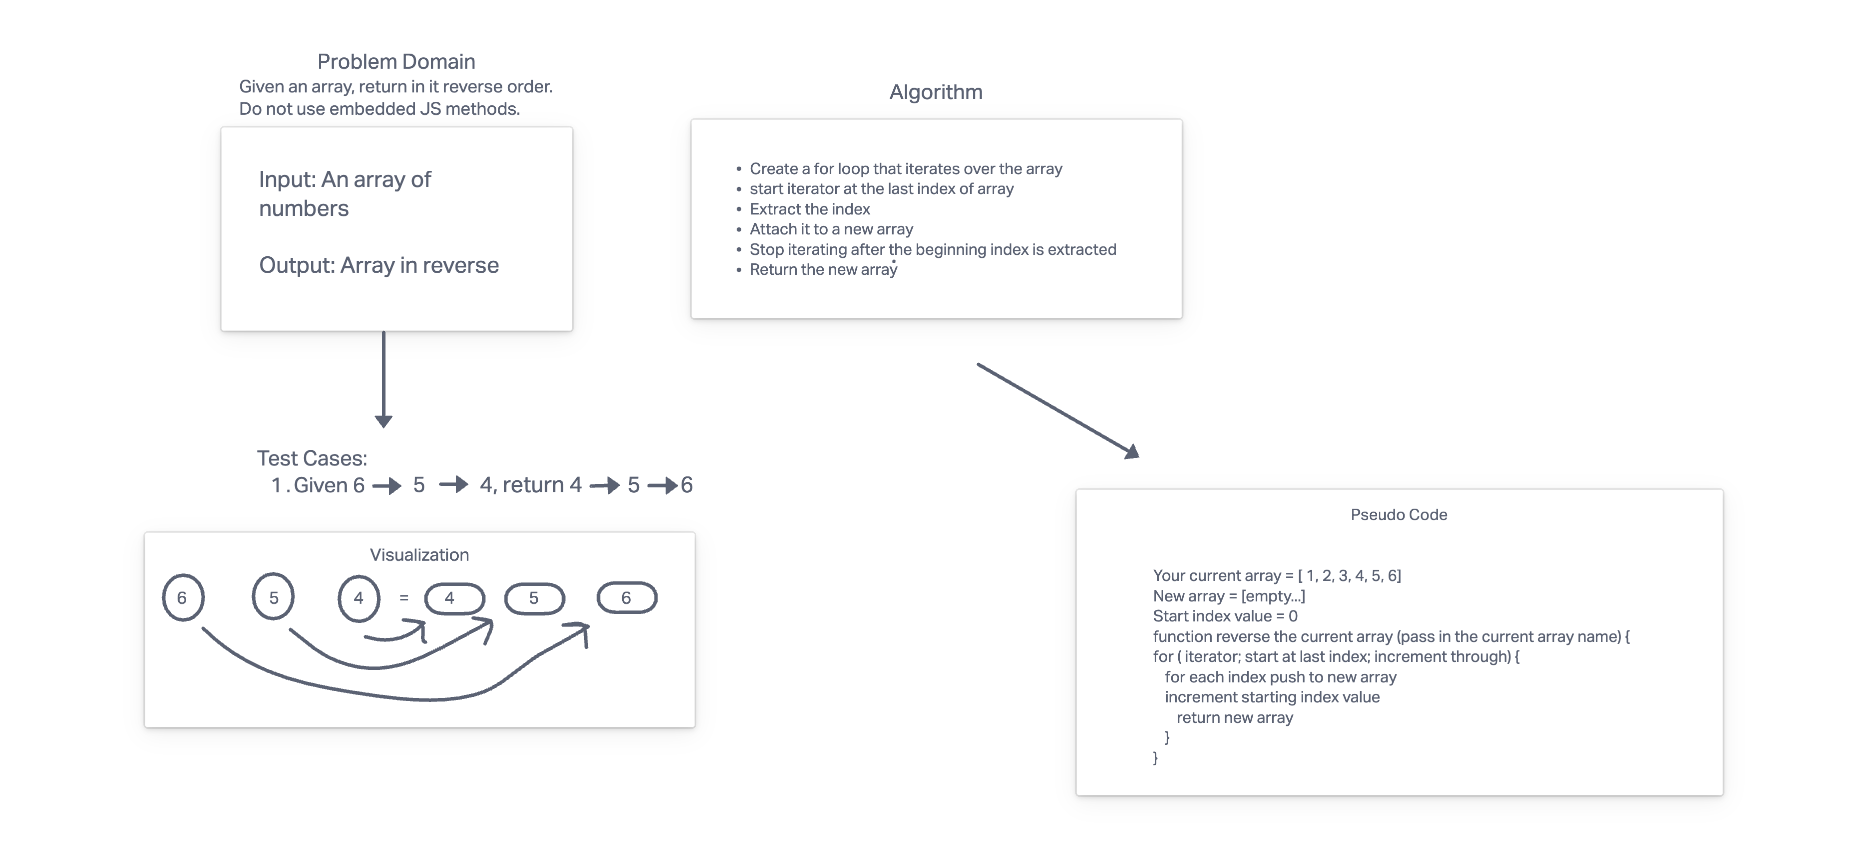 Problem Domain
Given an array, return in it reverse order.
Do not use embedded JS methods.
Input: An array of
numbers
Output: Array in reverse
Test Cases:
1. Given 6 → 5 → 4, return 4 → 5 → 6
Visualization
6 5 4 = 4 5 6
Algorithm
• Create a for loop that iterates over the array
• start iterator at the last index of array
• Extract the index
• Attach it to a new array
• Stop iterating after the beginning index is extracted
• Return the new array
Pseudo Code
Your current array = [ 1, 2, 3, 4, 5, 6]
New array = [empty...]
Start index value = 0
function reverse the current array (pass in the current array name) {
for ( iterator; start at last index; increment through) {
for each index push to new array
increment starting index value
return new array
}
}